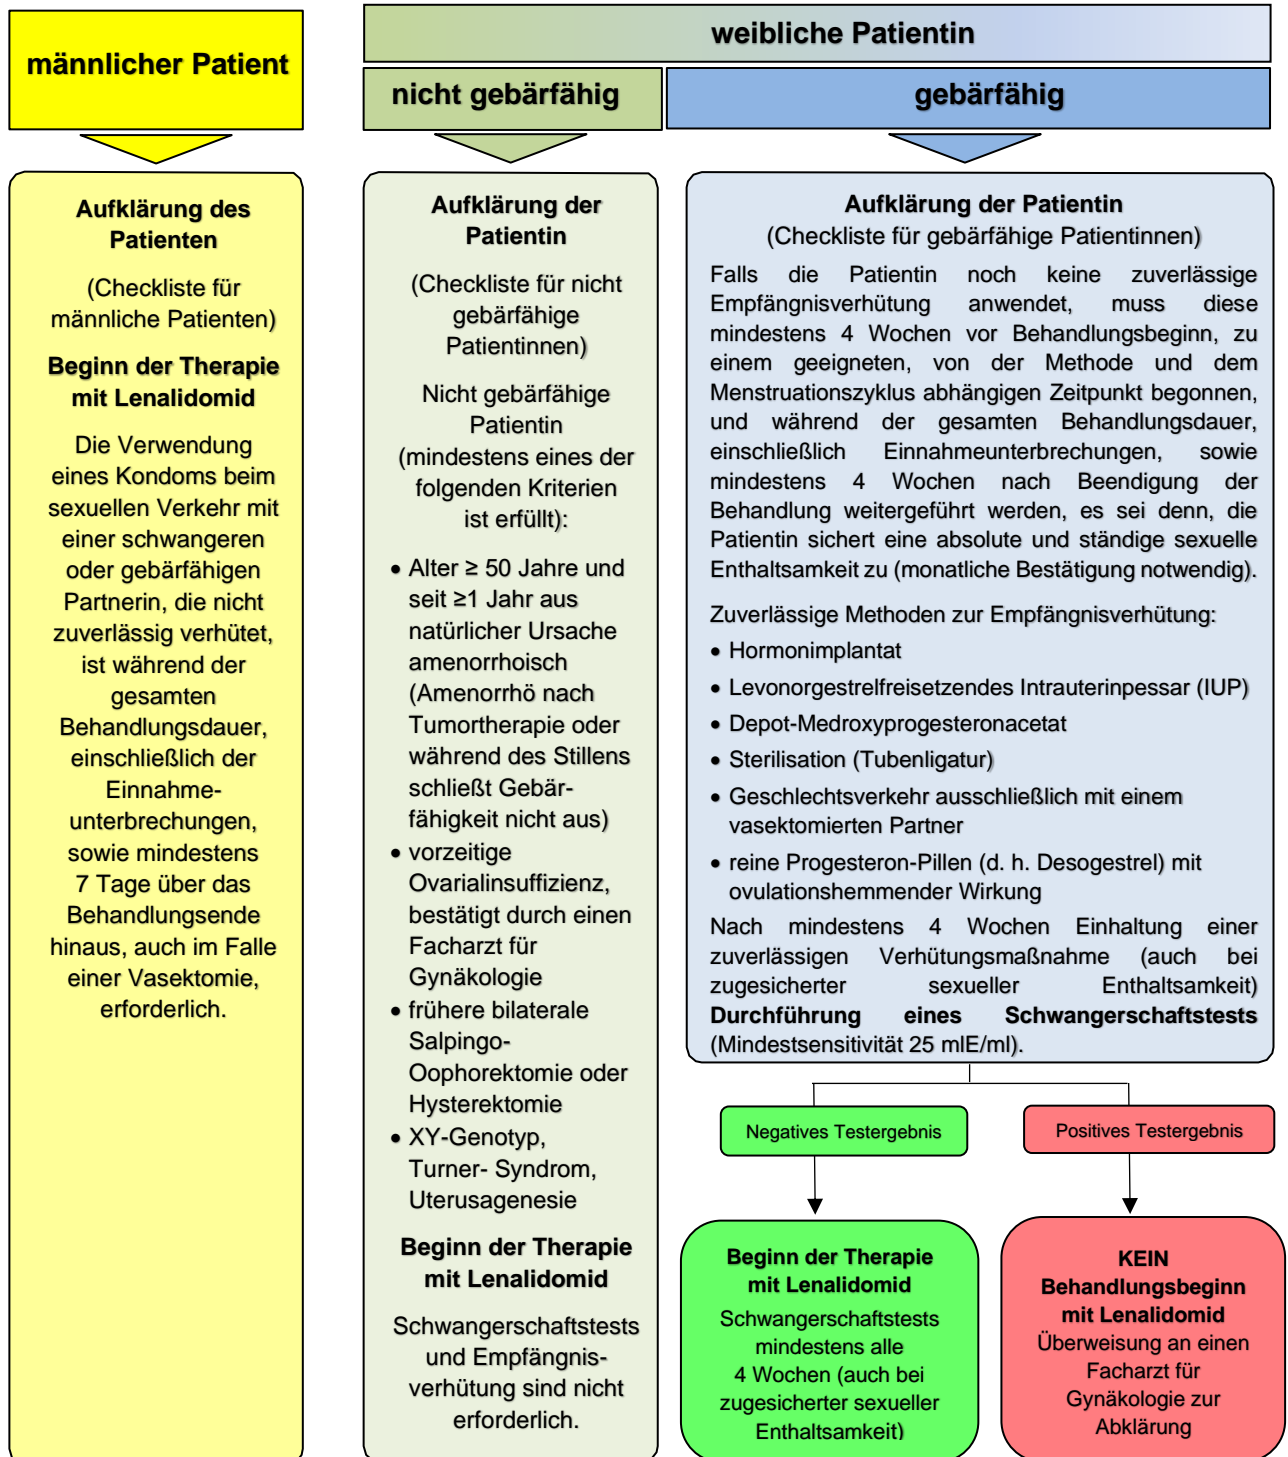 männlicher Patient
Aufklärung des
Patienten
(Checkliste für
männliche Patienten)
Beginn der Therapie
mit Lenalidomid
Die Verwendung
eines Kondoms beim
sexuellen Verkehr mit
einer schwangeren
oder gebärfähigen
Partnerin, die nicht
zuverlässig verhütet,
ist während der
gesamten
Behandlungsdauer,
einschließlich der
Einnahme-
unterbrechungen,
sowie mindestens
7 Tage über das
Behandlungsende
hinaus, auch im Falle
einer Vasektomie,
erforderlich.
weibliche Patientin
nicht gebärfähig
Aufklärung der
Patientin
(Checkliste für nicht
gebärfähige
Patientinnen)
Nicht gebärfähige
Patientin
(mindestens eines der
folgenden Kriterien
ist erfüllt):
• Alter ≥ 50 Jahre und
seit ≥1 Jahr aus
natürlicher Ursache
amenorrhoisch
(Amenorrhö nach
Tumortherapie oder
während des Stillens
schließt Gebär-
fähigkeit nicht aus)
• vorzeitige
Ovarialinsuffizienz,
bestätigt durch einen
Facharzt für
Gynäkologie
• frühere bilaterale
Salpingo-
Oophorektomie oder
Hysterektomie
• XY-Genotyp,
Turner- Syndrom,
Uterusagenesie
Beginn der Therapie
mit Lenalidomid
Schwangerschaftstests
und Empfängnis-
verhütung sind nicht
erforderlich.
gebärfähig
Aufklärung der Patientin
(Checkliste für gebärfähige Patientinnen)
Falls die Patientin noch keine zuverlässige
Empfängnisverhütung anwendet, muss diese
mindestens 4 Wochen vor Behandlungsbeginn, zu
einem geeigneten, von der Methode und dem
Menstruationszyklus abhängigen Zeitpunkt begonnen,
und während der gesamten Behandlungsdauer,
einschließlich Einnahmeunterbrechungen, sowie
mindestens 4 Wochen nach Beendigung der
Behandlung weitergeführt werden, es sei denn, die
Patientin sichert eine absolute und ständige sexuelle
Enthaltsamkeit zu (monatliche Bestätigung notwendig).
Zuverlässige Methoden zur Empfängnisverhütung:
• Hormonimplantat
• Levonorgestrelfreisetzendes Intrauterinpessar (IUP)
• Depot-Medroxyprogesteronacetat
• Sterilisation (Tubenligatur)
• Geschlechtsverkehr ausschließlich mit einem
vasektomierten Partner
• reine Progesteron-Pillen (d. h. Desogestrel) mit
ovulationshemmender Wirkung
Nach mindestens 4 Wochen Einhaltung einer
zuverlässigen Verhütungsmaßnahme (auch bei
zugesicherter sexueller Enthaltsamkeit)
Durchführung eines Schwangerschaftstests
(Mindestsensitivität 25 mIE/ml).
Negatives Testergebnis
Beginn der Therapie
mit Lenalidomid
Schwangerschaftstests
mindestens alle
4 Wochen (auch bei
zugesicherter sexueller
Enthaltsamkeit)
Positives Testergebnis
KEIN
Behandlungsbeginn
mit Lenalidomid
Überweisung an einen
Facharzt für
Gynäkologie zur
Abklärung